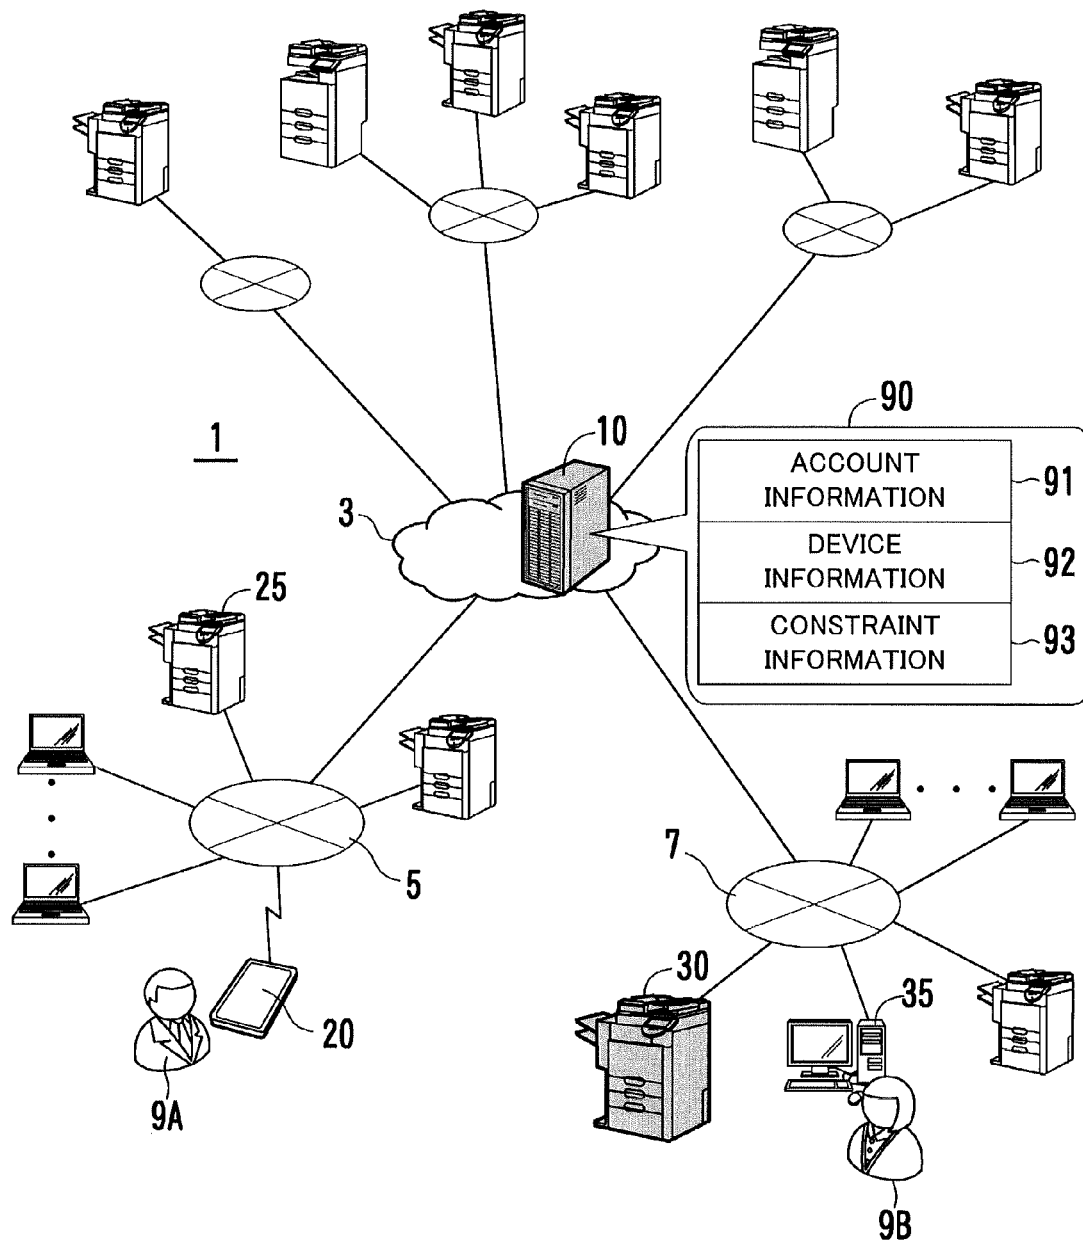 90
1
10
ACCOUNT
INFORMATION
91
3
DEVICE
INFORMATION
92
CONSTRAINT
INFORMATION
93
25
7
5
30
35
20
9A
9B